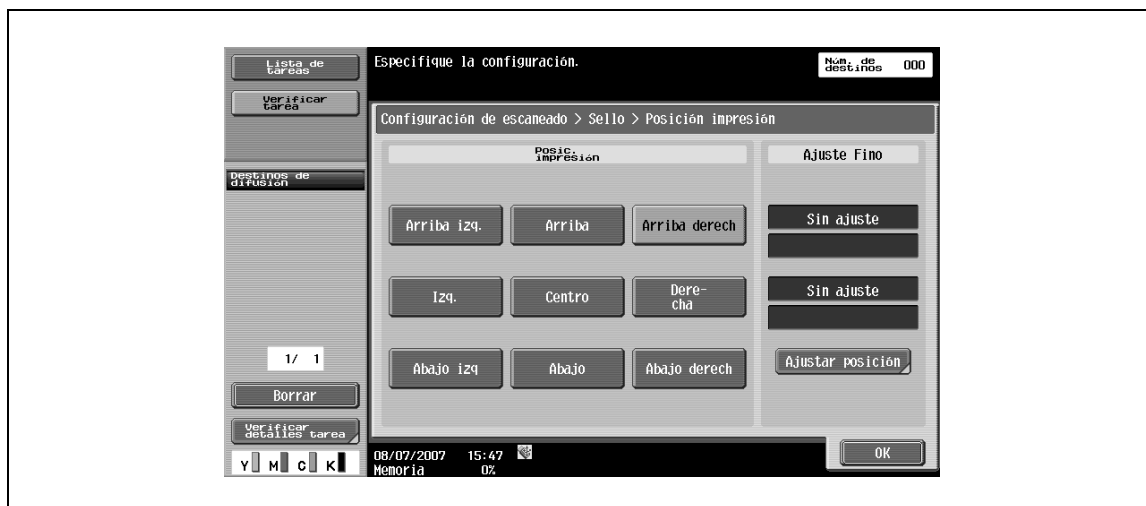 Lista de
tareas
Verificar
tarea
Destinos de
difusión
1/ 1
Borrar
Verificar
detalles tarea
Y M C K
Especifique la configuración.
Núm. de
destinos 000
Configuración de escaneado > Sello > Posición impresión
Posic.
impresión
Ajuste Fino
Arriba izq. Arriba Arriba derech
Sin ajuste
Izq. Centro Dere-
cha
Sin ajuste
Abajo izq Abajo Abajo derech
Ajustar posición
08/07/2007 15:47
Memoria 0%
OK